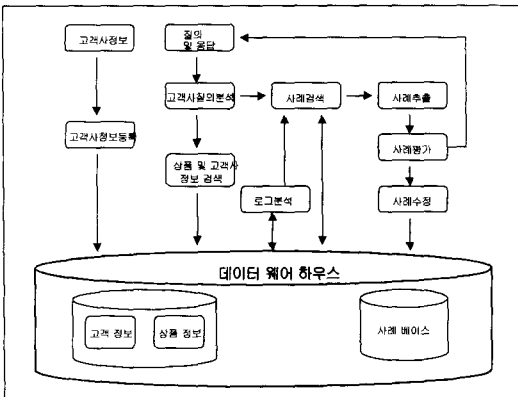 고객사정보
질의
및 응답
고객사질의분석
사례검색
사례추출
고객사정보등록
사례평가
상품 및 고객사
정보 검색
로그분석
사례수정
데이터 웨어 하우스
고객 정보
상품 정보
사례 베이스